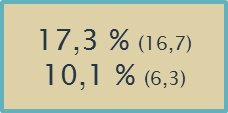 17,3 % (16,7)
10,1 % (6,3)